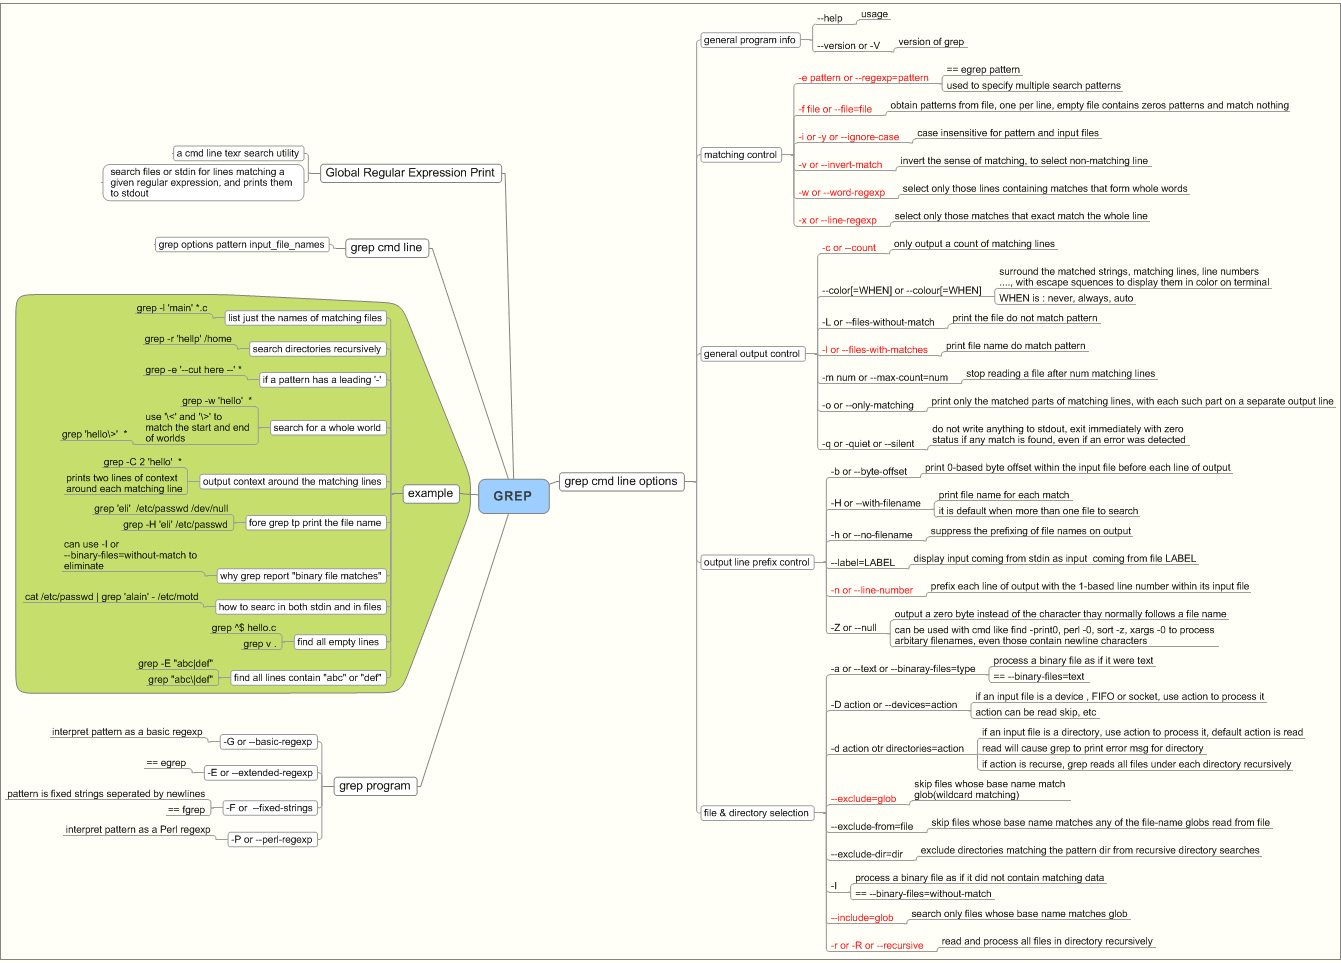 GREP
Global Regular Expression Print
a cmd line texr search utility
search files or stdin for lines matching a
given regular expression, and prints them
to stdout
grep cmd line
grep options pattern input_file_names
example
list just the names of matching files
grep -l 'main' *.c
search directories recursively
grep -r 'hellp' /home
if a pattern has a leading '-'
grep -e '--cut here --' *
search for a whole world
grep -w 'hello' *
use '\<' and '\>' to
match the start and end
of worlds
grep 'hello\>' *
output context around the matching lines
grep -C 2 'hello' *
prints two lines of context
around each matching line
fore grep tp print the file name
grep 'eli' /etc/passwd /dev/null
grep -H 'eli' /etc/passwd
why grep report "binary file matches"
can use -I or
--binary-files=without-match to
eliminate
how to searc in both stdin and in files
cat /etc/passwd | grep 'alain' - /etc/motd
find all empty lines
grep ^$ hello.c
grep v .
find all lines contain "abc" or "def"
grep -E "abc|def"
grep "abc\|def"
grep program
-G or --basic-regexp
interpret pattern as a basic regexp
-E or --extended-regexp
== egrep
-F or --fixed-strings
pattern is fixed strings seperated by newlines
== fgrep
-P or --perl-regexp
interpret pattern as a Perl regexp
grep cmd line options
general program info
--help
usage
--version or -V
version of grep
matching control
-e pattern or --regexp=pattern
== egrep pattern
used to specify multiple search patterns
-f file or --file=file
obtain patterns from file, one per line, empty file contains zeros patterns and match nothing
-i or -y or --ignore-case
case insensitive for pattern and input files
-v or --invert-match
invert the sense of matching, to select non-matching line
-w or --word-regexp
select only those lines containing matches that form whole words
-x or --line-regexp
select only those matches that exact match the whole line
general output control
-c or --count
only output a count of matching lines
--color[=WHEN] or --colour[=WHEN]
surround the matched strings, matching lines, line numbers
...., with escape squences to display them in color on terminal
WHEN is : never, always, auto
-L or --files-without-match
print the file do not match pattern
-l or --files-with-matches
print file name do match pattern
-m num or --max-count=num
stop reading a file after num matching lines
-o or --only-matching
print only the matched parts of matching lines, with each such part on a separate output line
-q or -quiet or --silent
do not write anything to stdout, exit immediately with zero
status if any match is found, even if an error was detected
output line prefix control
-b or --byte-offset
print 0-based byte offset within the input file before each line of output
-H or --with-filename
print file name for each match
it is default when more than one file to search
-h or --no-filename
suppress the prefixing of file names on output
--label=LABEL
display input coming from stdin as input coming from file LABEL
-n or --line-number
prefix each line of output with the 1-based line number within its input file
-Z or --null
output a zero byte instead of the character thay normally follows a file name
can be used with cmd like find -print0, perl -0, sort -z, xargs -0 to process
arbitary filenames, even those contain newline characters
file & directory selection
-a or --text or --binaray-files=type
process a binary file as if it were text
== --binary-files=text
-D action or --devices=action
if an input file is a device , FIFO or socket, use action to process it
action can be read skip, etc
-d action otr directories=action
if an input file is a directory, use action to process it, default action is read
read will cause grep to print error msg for directory
if action is recurse, grep reads all files under each directory recursively
--exclude=glob
skip files whose base name match
glob(wildcard matching)
--exclude-from=file
skip files whose base name matches any of the file-name globs read from file
--exclude-dir=dir
exclude directories matching the pattern dir from recursive directory searches
-I
process a binary file as if it did not contain matching data
== --binary-files=without-match
--include=glob
search only files whose base name matches glob
-r or -R or --recursive
read and process all files in directory recursively